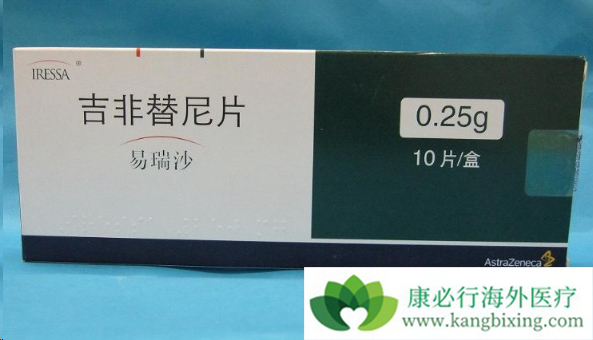 IRESSA ®
吉非替尼片
易瑞沙
0.25g
10片/盒
AstraZeneca
康必行海外医疗
www.kangbixing.com